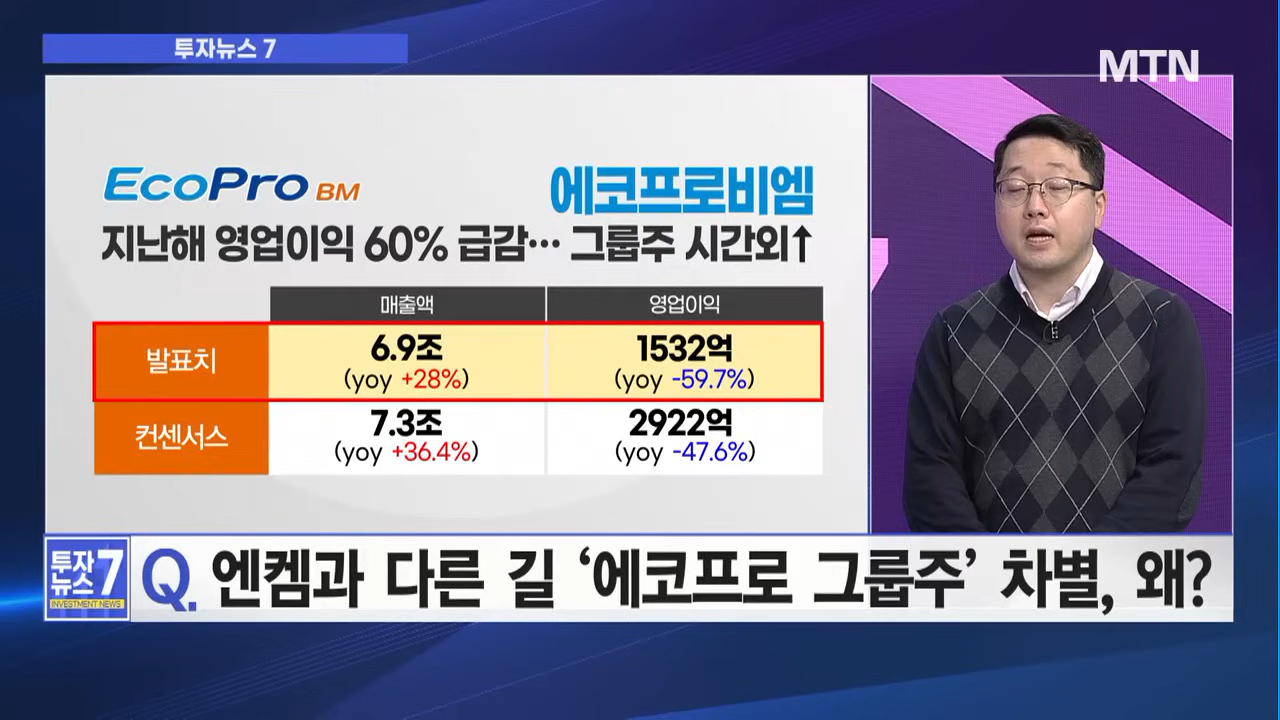 투자뉴스 7
MTN
EcoPro BM
에코프로비엠
지난해 영업이익 60% 급감… 그룹주 시간외↑
매출액
영업이익
발표치
6.9조
(yoy +28%)
1532억
(yoy -59.7%)
컨센서스
7.3조
(yoy +36.4%)
2922억
(yoy -47.6%)
투자
뉴스 7
INVESTMENT NEWS
Q. 엔켐과 다른 길 ‘에코프로 그룹주’ 차별, 왜?